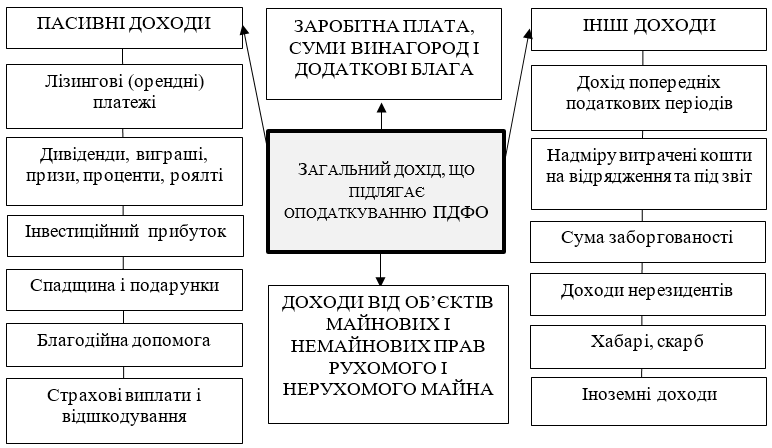 ПАСИВНІ ДОХОДИ
Лізингові (орендні)
платежі
Дивіденди, виграші,
призи, проценти, роялті
Інвестиційний прибуток
Спадщина і подарунки
Благодійна допомога
Страхові виплати і
відшкодування
ЗАРОБІТНА ПЛАТА,
СУМИ ВИНАГОРОД І
ДОДАТКОВІ БЛАГА
ЗАГАЛЬНИЙ ДОХІД, ЩО
ПІДЛЯГАЄ
ОПОДАТКУВАННЮ ПДФО
ДОХОДИ ВІД ОБ’ЄКТІВ
МАЙНОВИХ І
НЕМАЙНОВИХ ПРАВ
РУХОМОГО І
НЕРУХОМОГО МАЙНА
ІНШІ ДОХОДИ
Дохід попередніх
податкових періодів
Надміру витрачені кошти
на відрядження та під звіт
Сума заборгованості
Доходи нерезидентів
Хабарі, скарб
Іноземні доходи